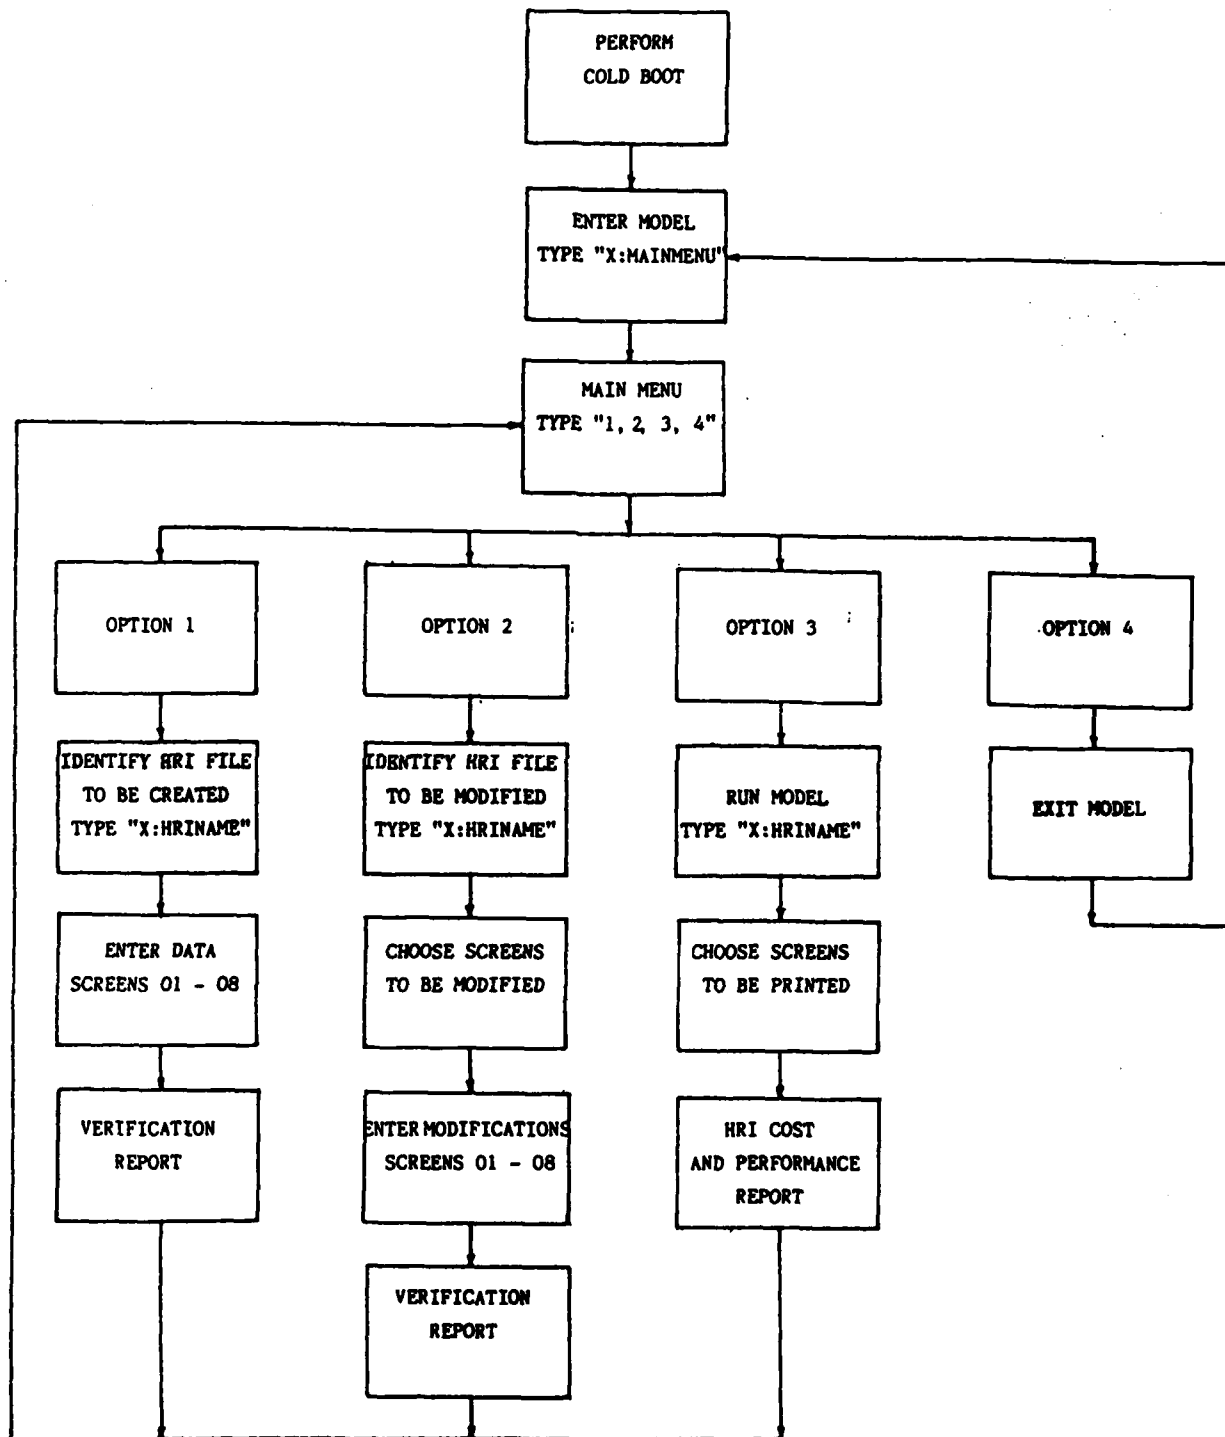 PERFORM
COLD BOOT
ENTER MODEL
TYPE "X:MAINMENU"
MAIN MENU
TYPE "1, 2, 3, 4"
OPTION 1
IDENTIFY HRI FILE
TO BE CREATED
TYPE "X:HRINAME"
ENTER DATA
SCREENS 01 - 08
VERIFICATION
REPORT
OPTION 2
IDENTIFY HRI FILE
TO BE MODIFIED
TYPE "X:HRINAME"
CHOOSE SCREENS
TO BE MODIFIED
ENTER MODIFICATIONS
SCREENS 01 - 08
VERIFICATION
REPORT
OPTION 3
RUN MODEL
TYPE "X:HRINAME"
CHOOSE SCREENS
TO BE PRINTED
HRI COST
AND PERFORMANCE
REPORT
OPTION 4
EXIT MODEL